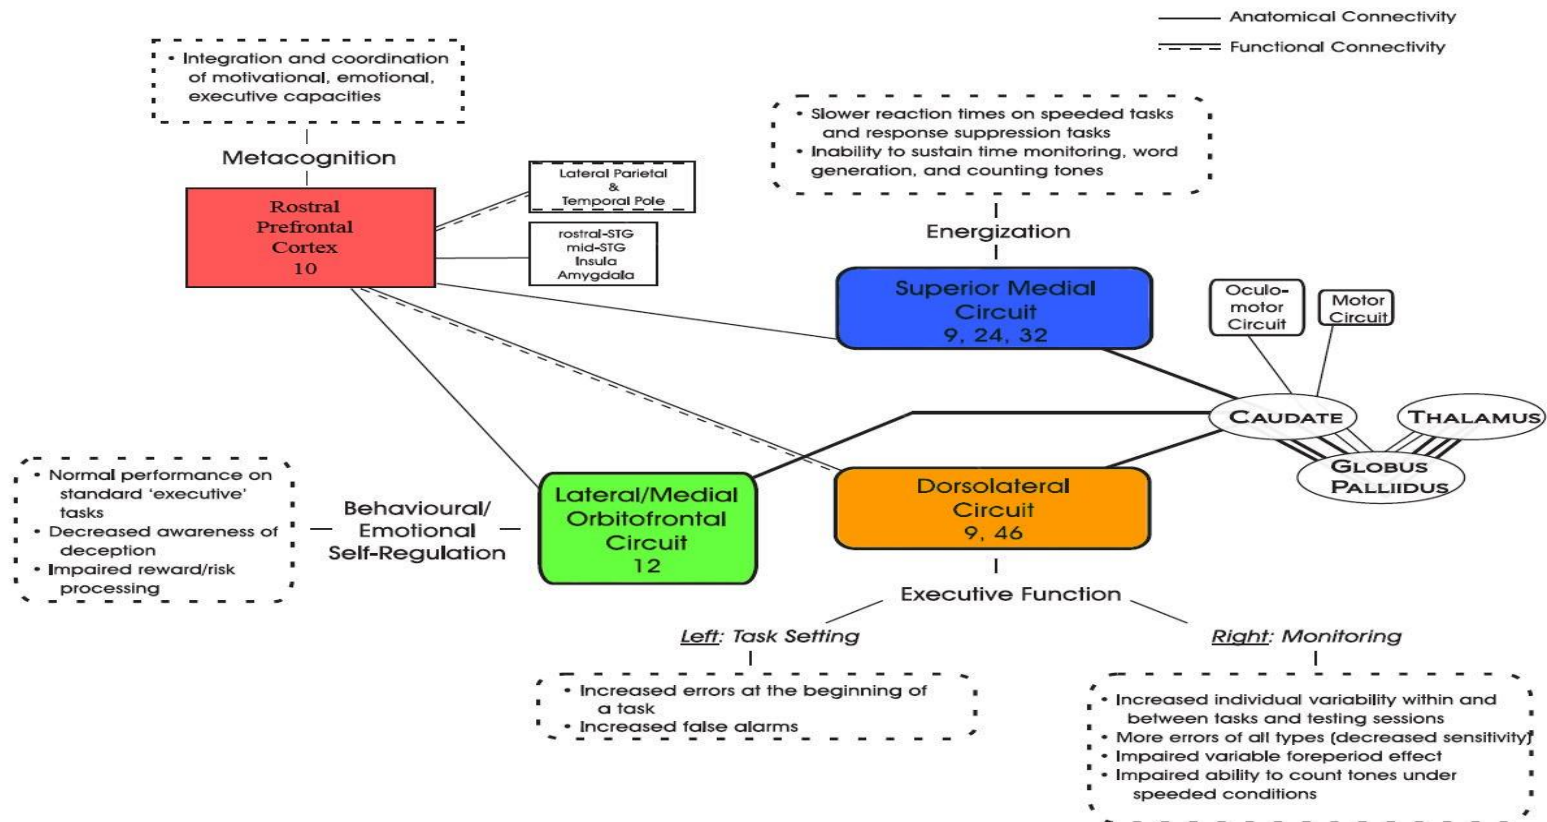 Anatomical Connectivity
Functional Connectivity
• Integration and coordination
of motivational, emotional,
executive capacities
Metacognition
Rostral
Prefrontal
Cortex
10
Lateral Parietal
&
Temporal Pole
rostral-STG
mid-STG
Insula
Amygdala
• Slower reaction times on speeded tasks
and response suppression tasks
• Inability to sustain time monitoring, word
generation, and counting tones
Energization
Superior Medial
Circuit
9, 24, 32
Oculo-
motor
Circuit
Motor
Circuit
CAUDATE
THALAMUS
GLOBUS
PALLIIDUS
• Normal performance on
standard ‘executive’
tasks
• Decreased awareness of
deception
• Impaired reward/risk
processing
Behavioural/
Emotional
Self-Regulation
Lateral/Medial
Orbitofrontal
Circuit
12
Dorsolateral
Circuit
9, 46
Executive Function
Left: Task Setting
• Increased errors at the beginning of
a task
• Increased false alarms
Right: Monitoring
• Increased individual variability within and
between tasks and testing sessions
• More errors of all types (decreased sensitivity)
• Impaired variable foreperiod effect
• Impaired ability to count tones under
speeded conditions